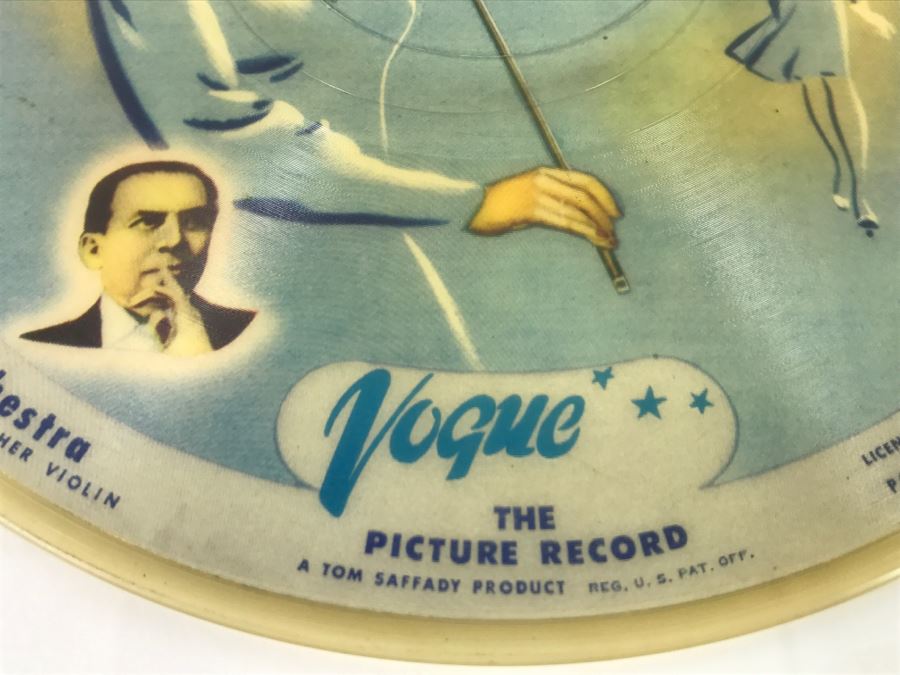 Vogue
THE
PICTURE RECORD
A TOM SAFFADY PRODUCT REG. U. S. PAT. OFF.
hestra
HER VIOLIN
LICEN